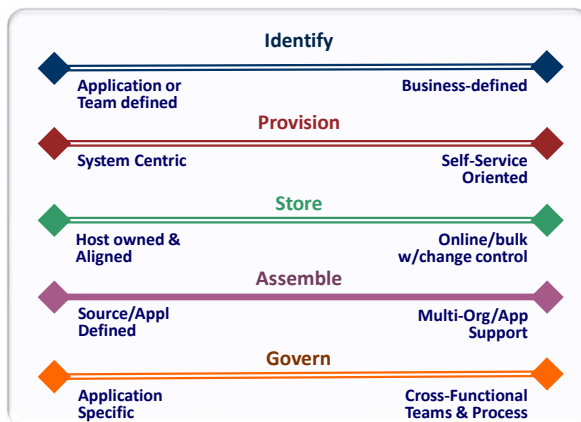 Identify
Application or
Team defined
Business-defined
Provision
System Centric
Self-Service
Oriented
Store
Host owned &
Aligned
Online/bulk
w/change control
Assemble
Source/Appl
Defined
Multi-Org/App
Support
Govern
Application
Specific
Cross-Functional
Teams & Process